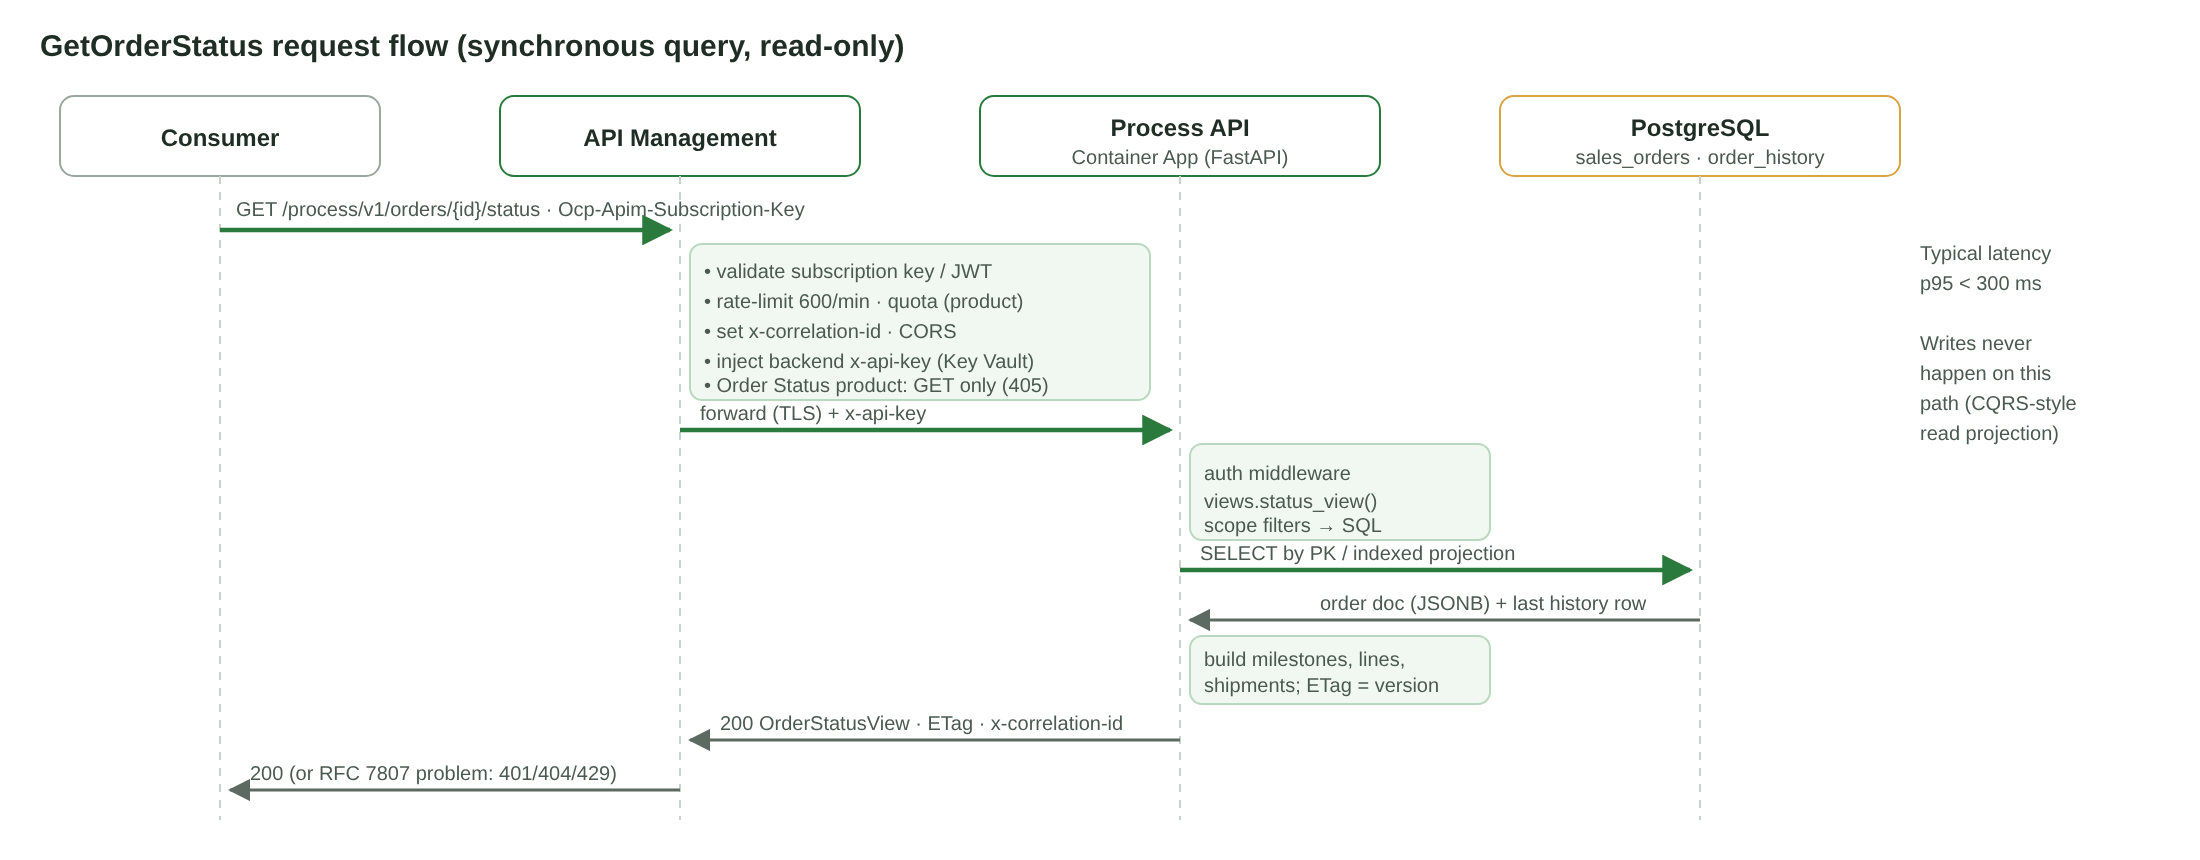 GetOrderStatus request flow (synchronous query, read-only)
Consumer
API Management
Process API
Container App (FastAPI)
PostgreSQL
sales_orders · order_history
GET /process/v1/orders/{id}/status · Ocp-Apim-Subscription-Key
• validate subscription key / JWT
• rate-limit 600/min · quota (product)
• set x-correlation-id · CORS
• inject backend x-api-key (Key Vault)
• Order Status product: GET only (405)
Typical latency
p95 < 300 ms
Writes never
happen on this
path (CQRS-style
read projection)
forward (TLS) + x-api-key
auth middleware
views.status_view()
scope filters → SQL
SELECT by PK / indexed projection
order doc (JSONB) + last history row
build milestones, lines,
shipments; ETag = version
200 OrderStatusView · ETag · x-correlation-id
200 (or RFC 7807 problem: 401/404/429)